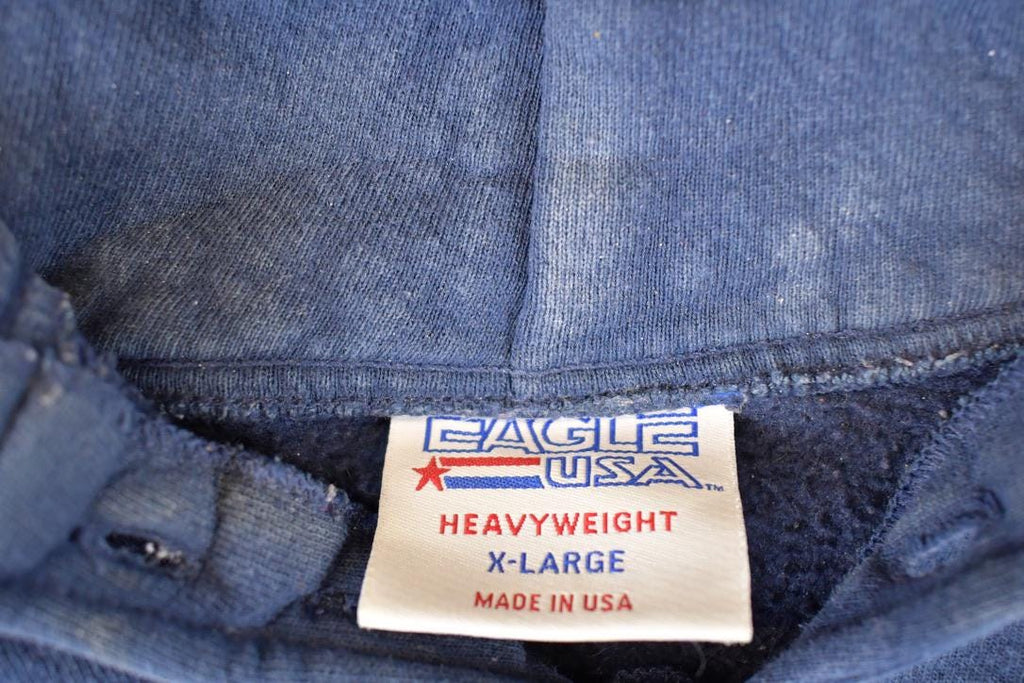 EAGLE
USA™
HEAVYWEIGHT
X-LARGE
MADE IN USA